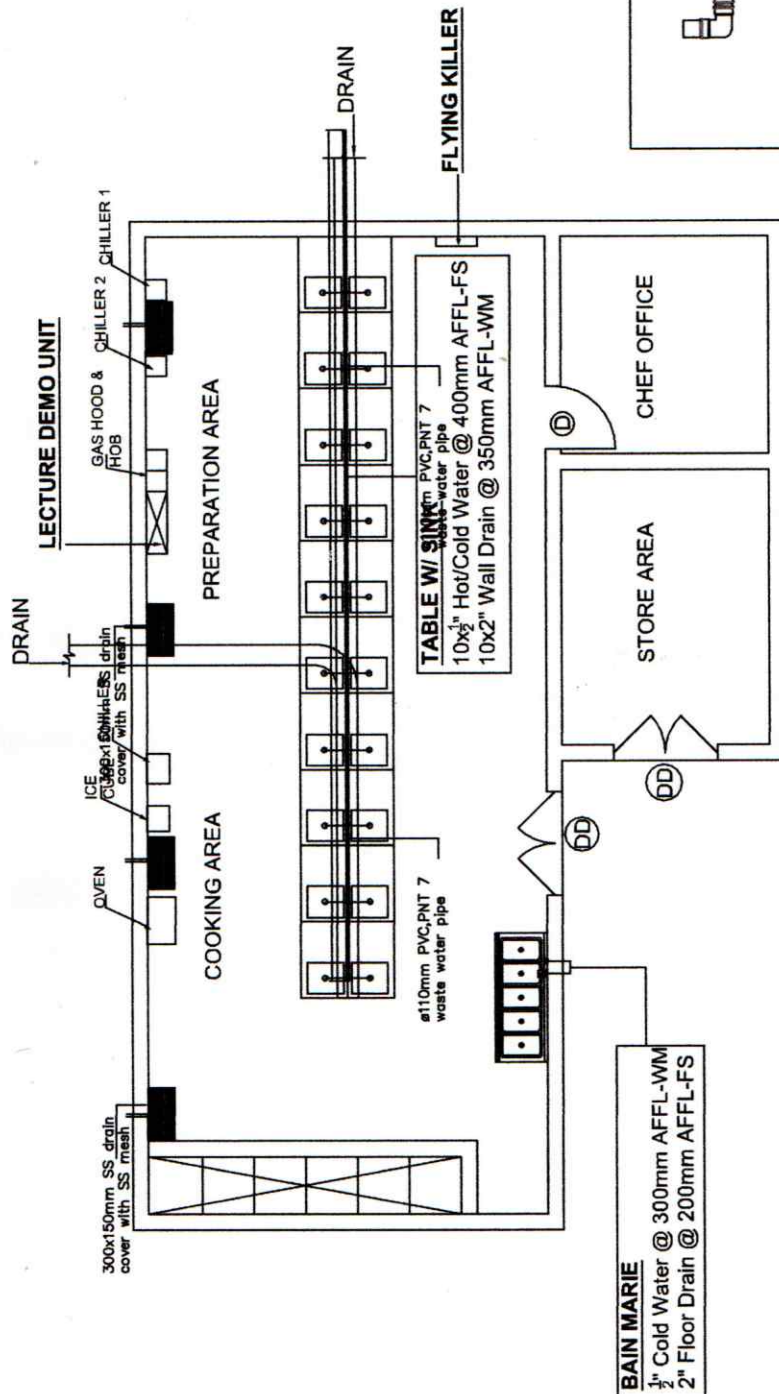 DRAIN
LECTURE DEMO UNIT
GAS HOOD &
HOB
CHILLER 2
CHILLER 1
DRAIN
FLYING KILLER
300x150mm SS drain
cover with SS mesh
OVEN
ICE
CUBE
CHILLER
300x150mm SS drain
cover with SS mesh
COOKING AREA
PREPARATION AREA
ø110mm PVC,PNT 7
waste water pipe
ø110mm PVC,PNT 7
waste water pipe
TABLE W/ SINK
10x½" Hot/Cold Water @ 400mm AFFL-FS
10x2" Wall Drain @ 350mm AFFL-WM
D
CHEF OFFICE
STORE AREA
DD
DD
BAIN MARIE
½" Cold Water @ 300mm AFFL-WM
2" Floor Drain @ 200mm AFFL-FS